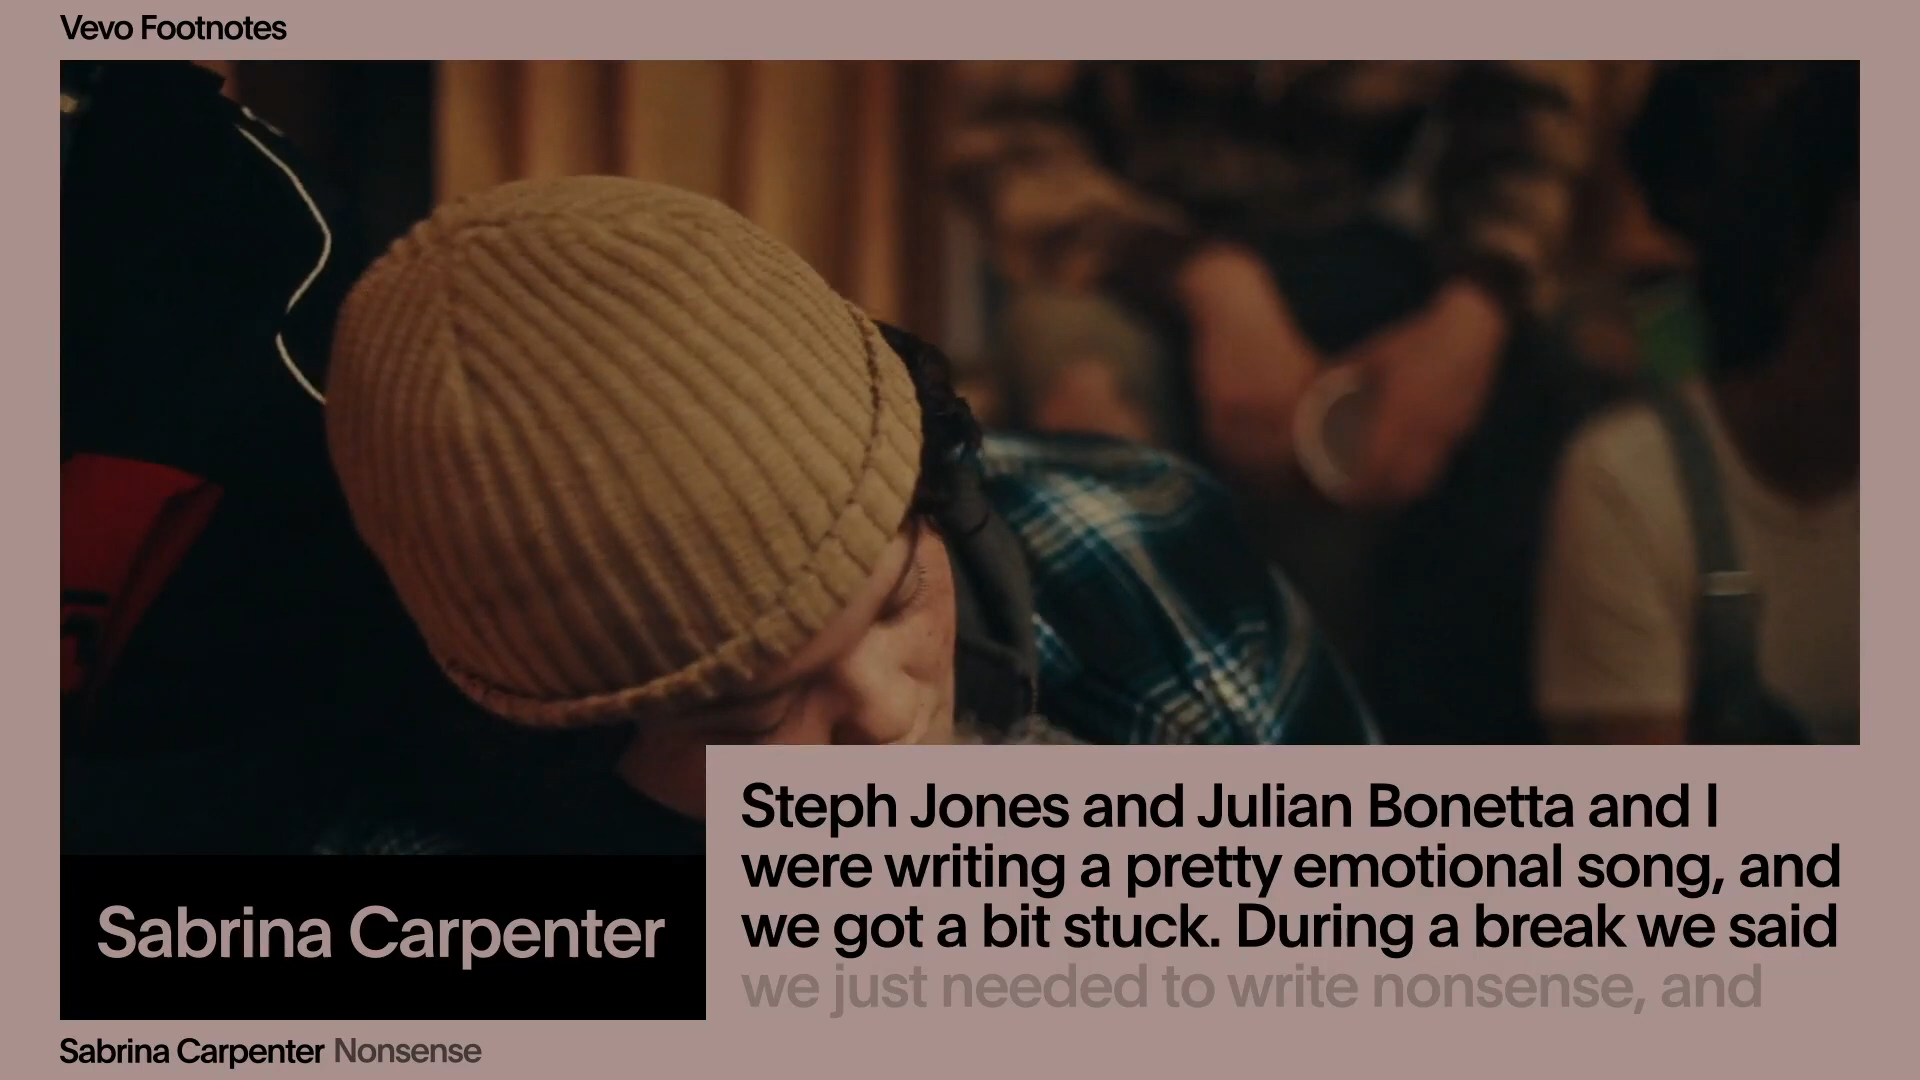 Vevo Footnotes
Sabrina Carpenter
Steph Jones and Julian Bonetta and I
were writing a pretty emotional song, and
we got a bit stuck. During a break we said
we just needed to write nonsense, and
Sabrina Carpenter Nonsense